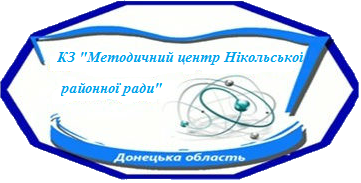 КЗ "Методичний центр Нікольської
районної ради"
Донецька область